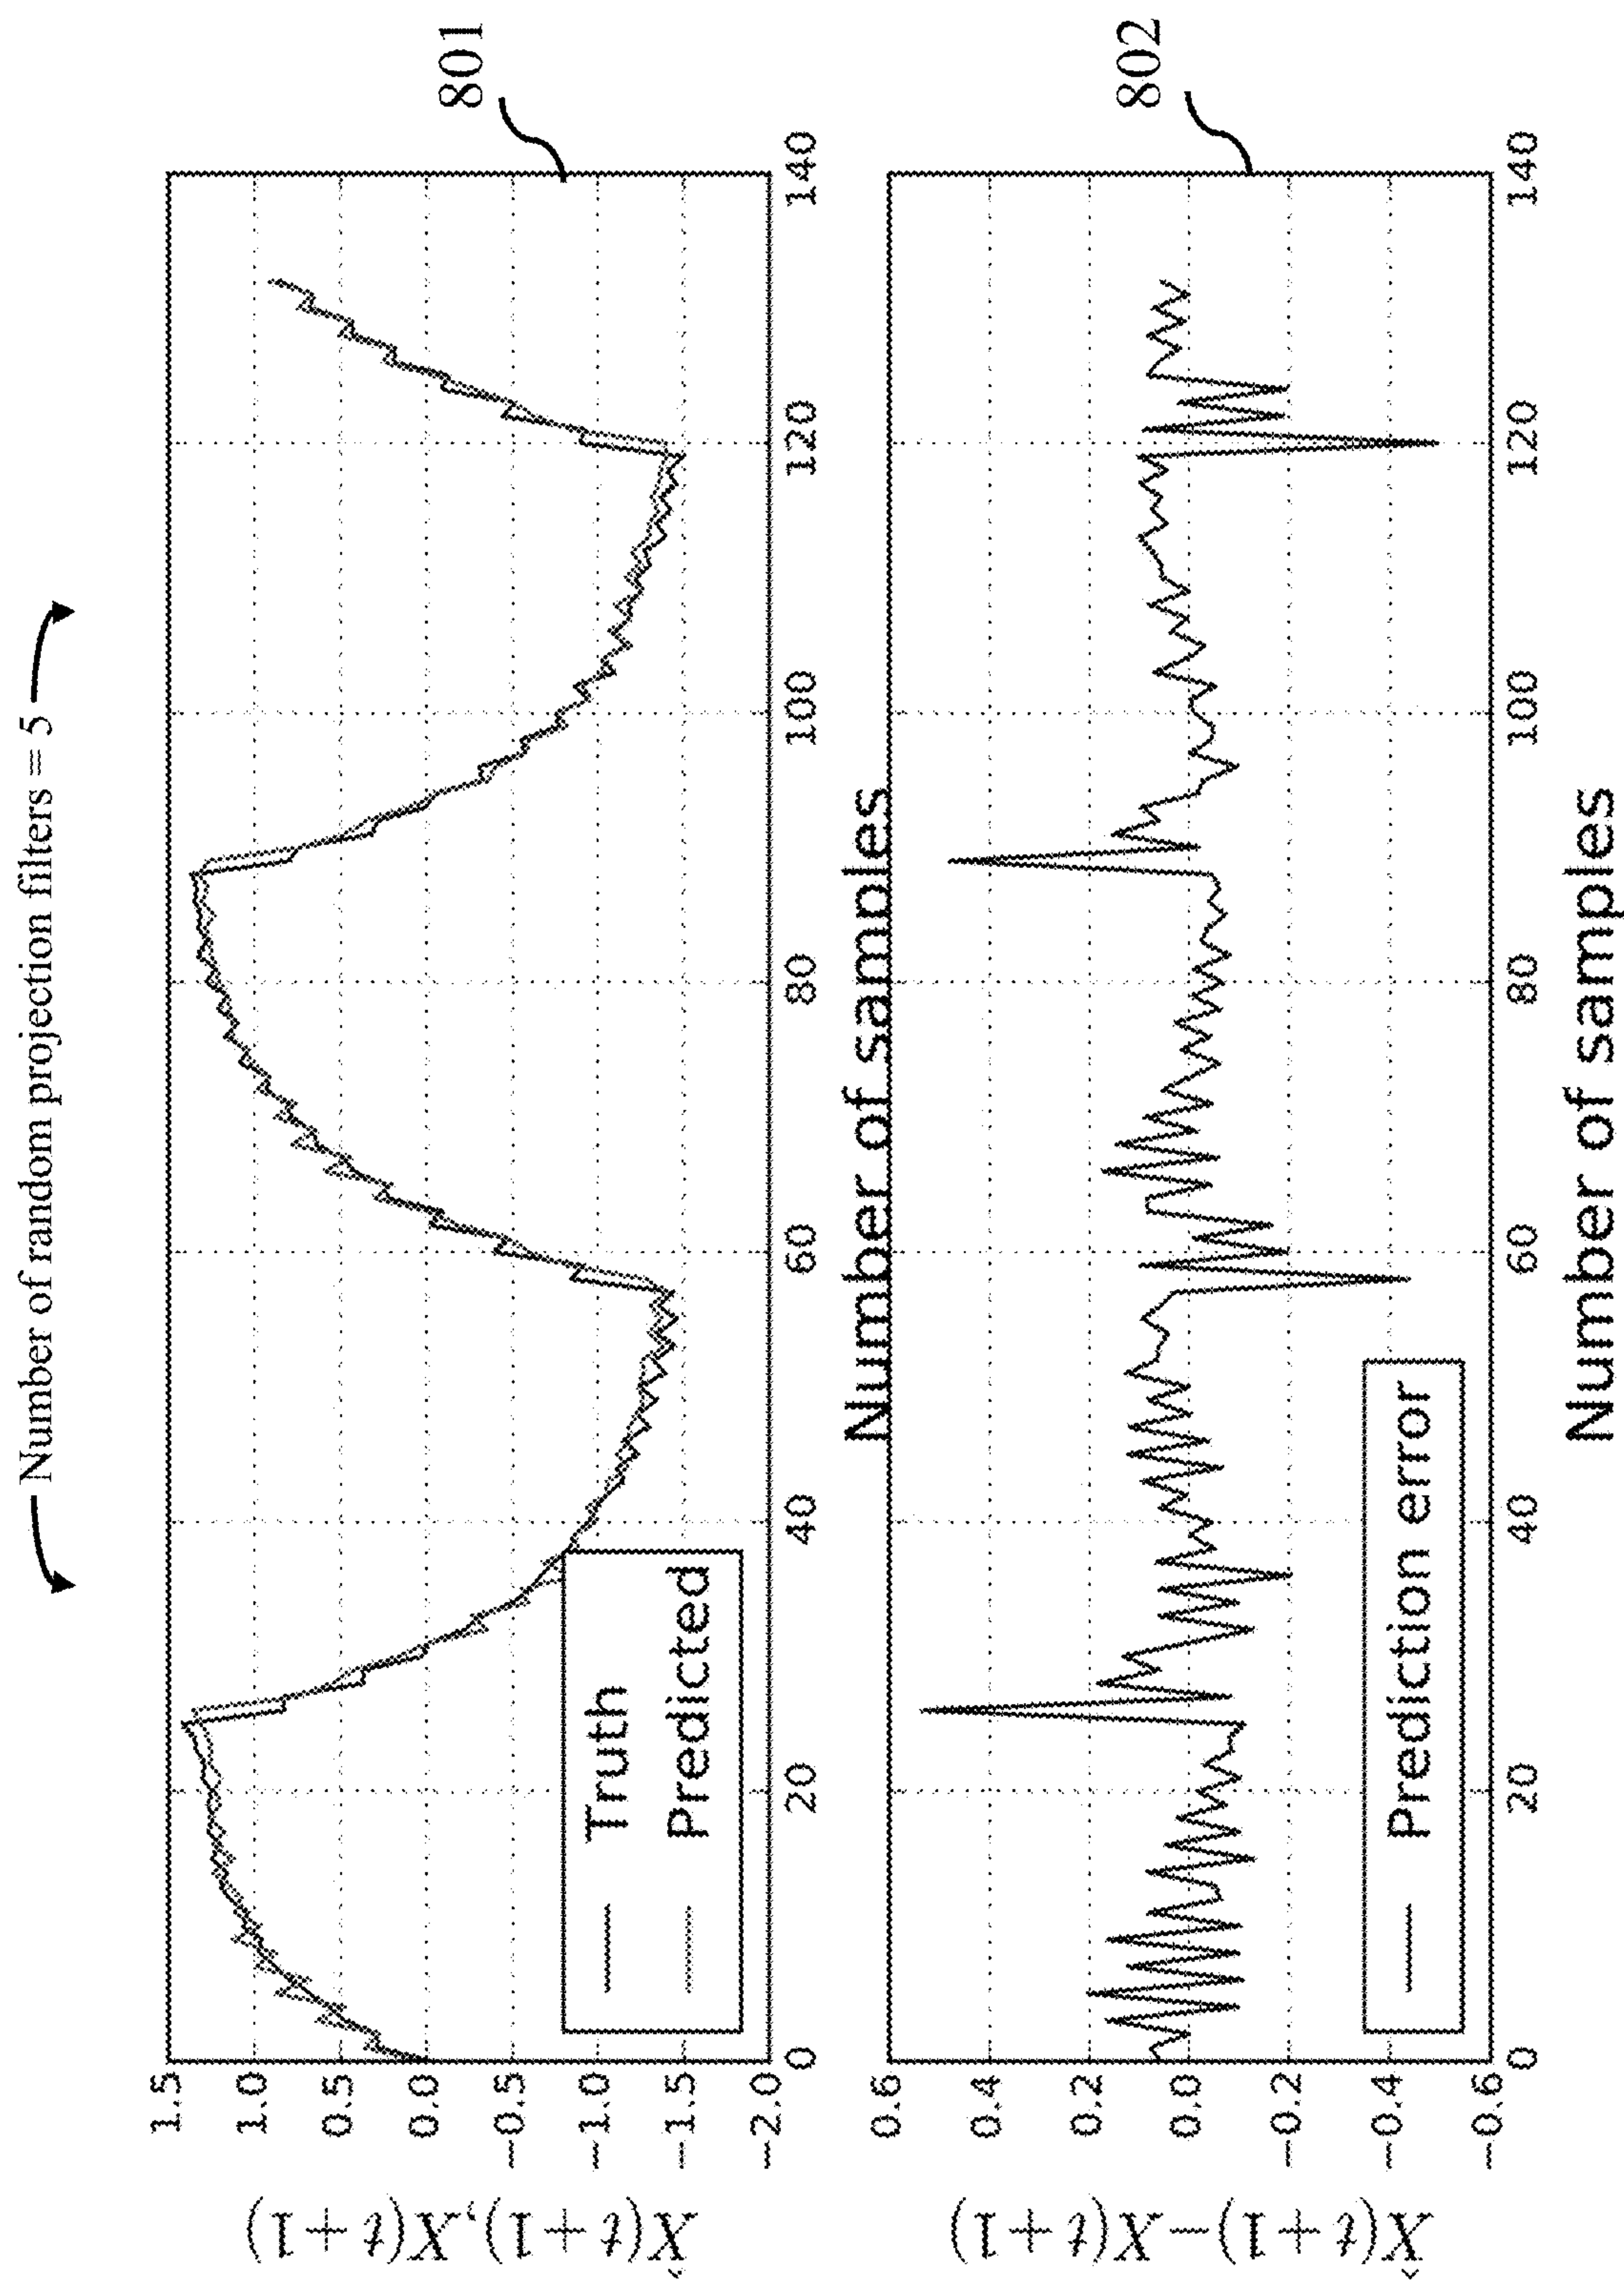 Number of random projection filters = 5
801
X̂(t+1),X(t+1)
1.5
1.0
0.5
0.0
−0.5
−1.0
−1.5
−2.0
Truth
Predicted
0 20 40 60 80 100 120 140
Number of samples
802
X̂(t+1)−X(t+1)
0.6
0.4
0.2
0.0
−0.2
−0.4
−0.6
Prediction error
0 20 40 60 80 100 120 140
Number of samples